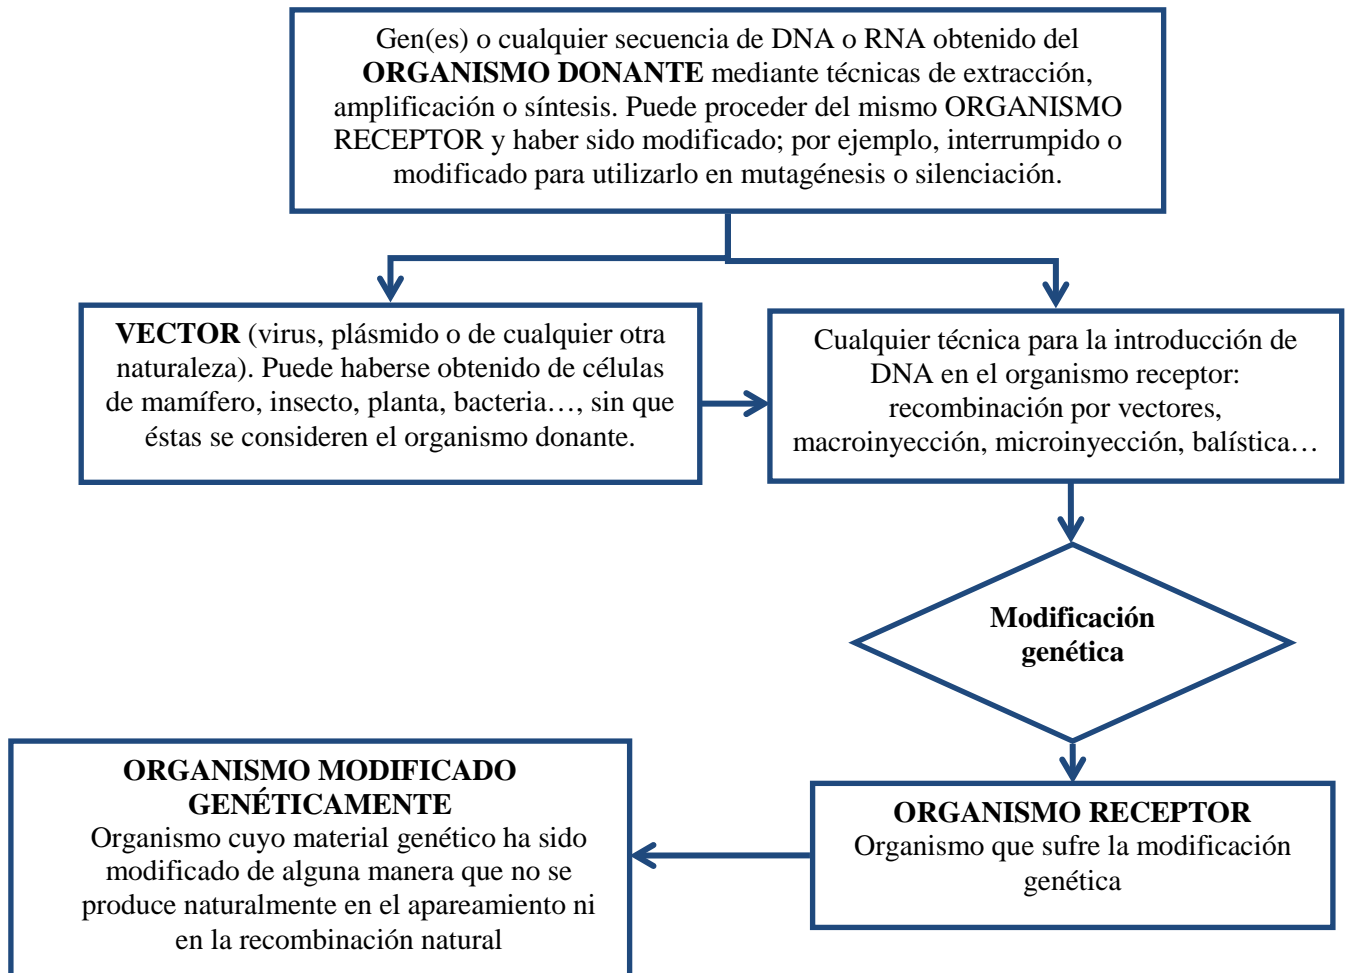 Gen(es) o cualquier secuencia de DNA o RNA obtenido del
ORGANISMO DONANTE mediante técnicas de extracción,
amplificación o síntesis. Puede proceder del mismo ORGANISMO
RECEPTOR y haber sido modificado; por ejemplo, interrumpido o
modificado para utilizarlo en mutagénesis o silenciación.
VECTOR (virus, plásmido o de cualquier otra
naturaleza). Puede haberse obtenido de células
de mamífero, insecto, planta, bacteria…, sin que
éstas se consideren el organismo donante.
Cualquier técnica para la introducción de
DNA en el organismo receptor:
recombinación por vectores,
macroinyección, microinyección, balística…
Modificación
genética
ORGANISMO RECEPTOR
Organismo que sufre la modificación
genética
ORGANISMO MODIFICADO
GENÉTICAMENTE
Organismo cuyo material genético ha sido
modificado de alguna manera que no se
produce naturalmente en el apareamiento ni
en la recombinación natural